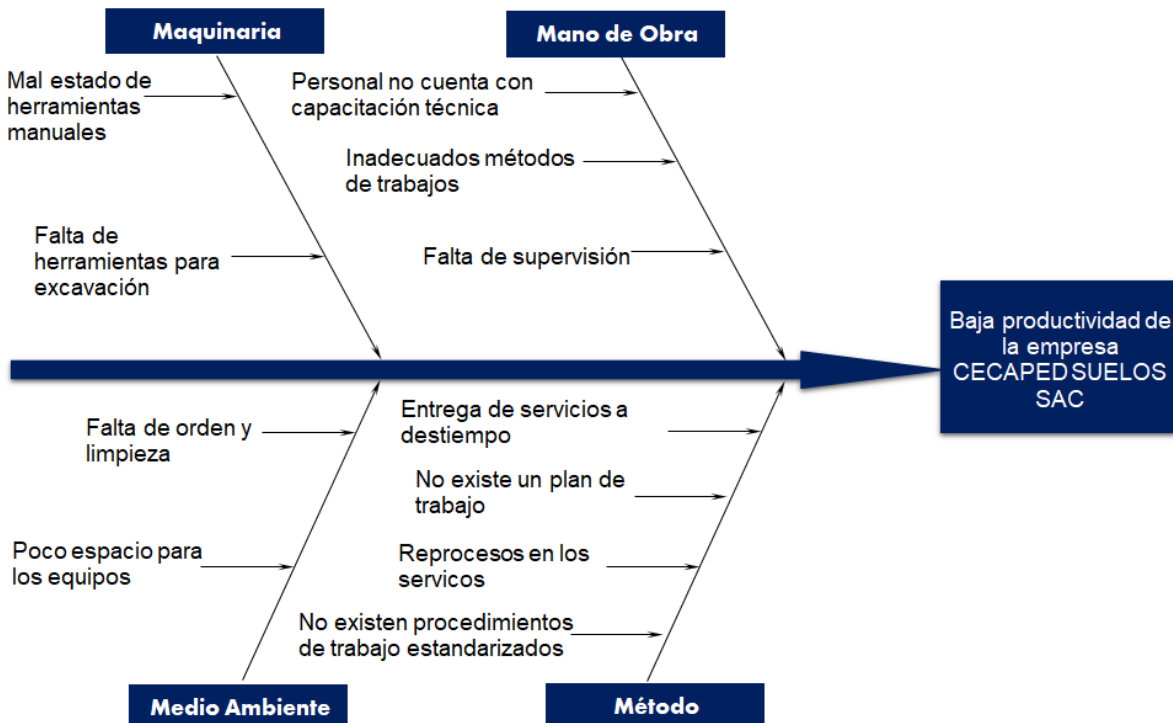 Maquinaria
Mano de Obra
Mal estado de
herramientas
manuales
Personal no cuenta con
capacitación técnica
Inadecuados métodos
de trabajos
Falta de
herramientas para
excavación
Falta de supervisión
Baja productividad de
la empresa
CECAPED SUELOS
SAC
Falta de orden y
limpieza
Entrega de servicios a
destiempo
No existe un plan de
trabajo
Poco espacio para
los equipos
Reprocesos en los
servicos
No existen procedimientos
de trabajo estandarizados
Medio Ambiente
Método